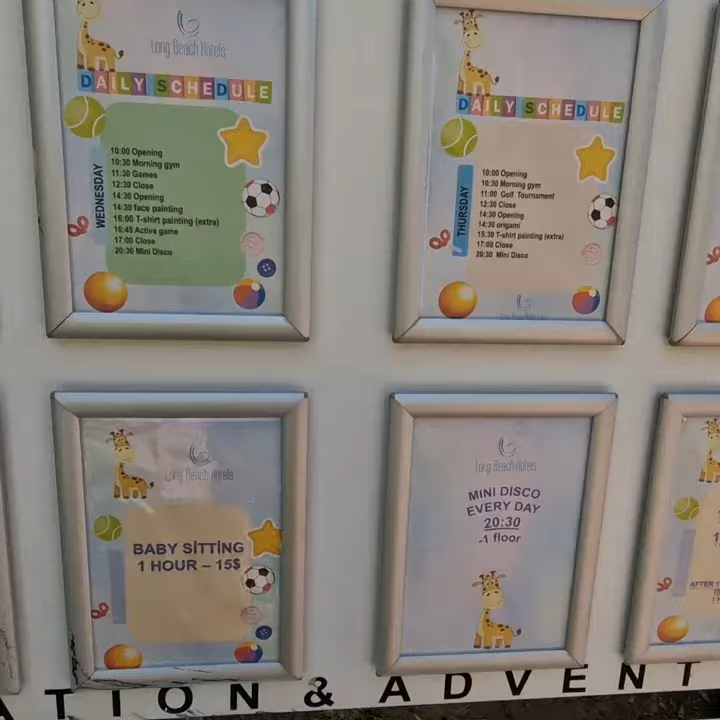 Long Beach Hotels
DAILY SCHEDULE
WEDNESDAY
10:00 Opening
10:30 Morning gym
11:30 Games
12:30 Close
14:30 Opening
14:30 face painting
16:00 T-shirt painting (extra)
16:45 Active game
17:00 Close
20:30 Mini Disco
DAILY SCHEDULE
THURSDAY
10:00 Opening
10:30 Morning gym
11:00 Golf Tournament
12:30 Close
14:30 Opening
14:30 origami
15:30 T-shirt painting (extra)
17:00 Close
20:30 Mini Disco
Long Beach Hotels
BABY SİTTİNG
1 HOUR – 15$
Long Beach Hotels
MINI DISCO
EVERY DAY
20:30
-1 floor
AFTER
ATION & ADVENT